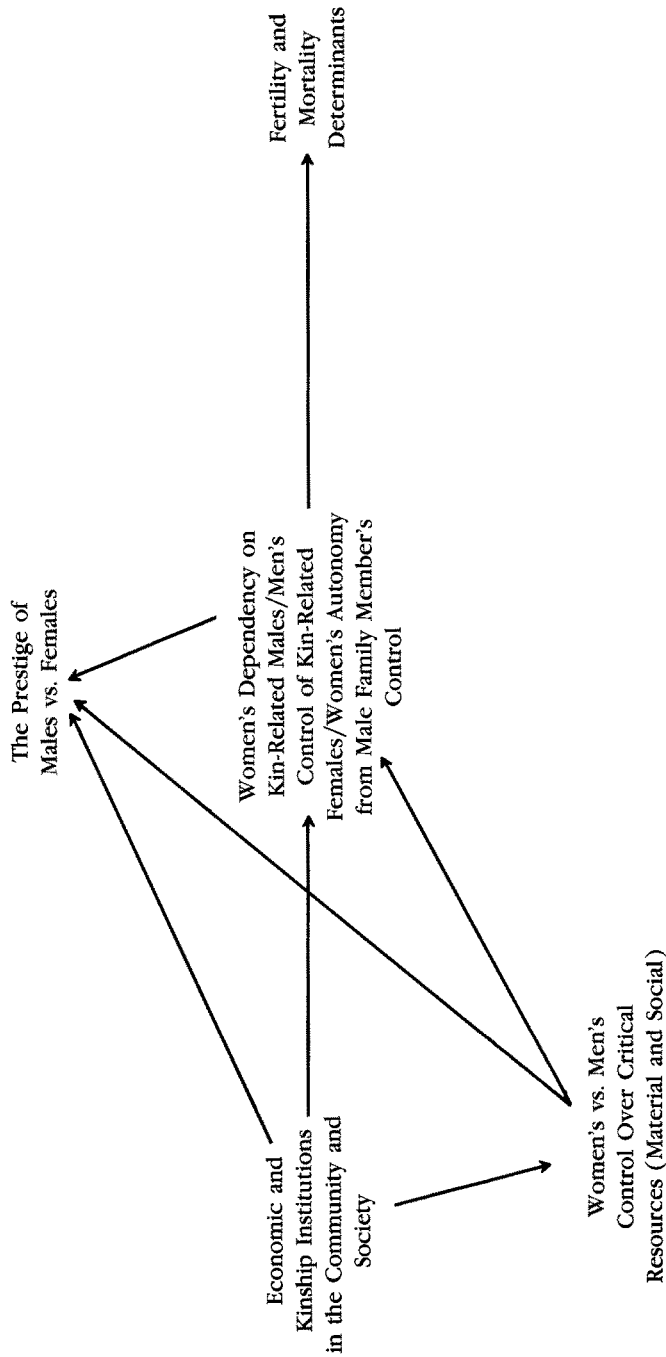 The Prestige of
Males vs. Females
Economic and
Kinship Institutions
in the Community and
Society
Women's Dependency on
Kin-Related Males/Men's
Control of Kin-Related
Females/Women's Autonomy
from Male Family Member's
Control
Fertility and
Mortality
Determinants
Women's vs. Men's
Control Over Critical
Resources (Material and Social)